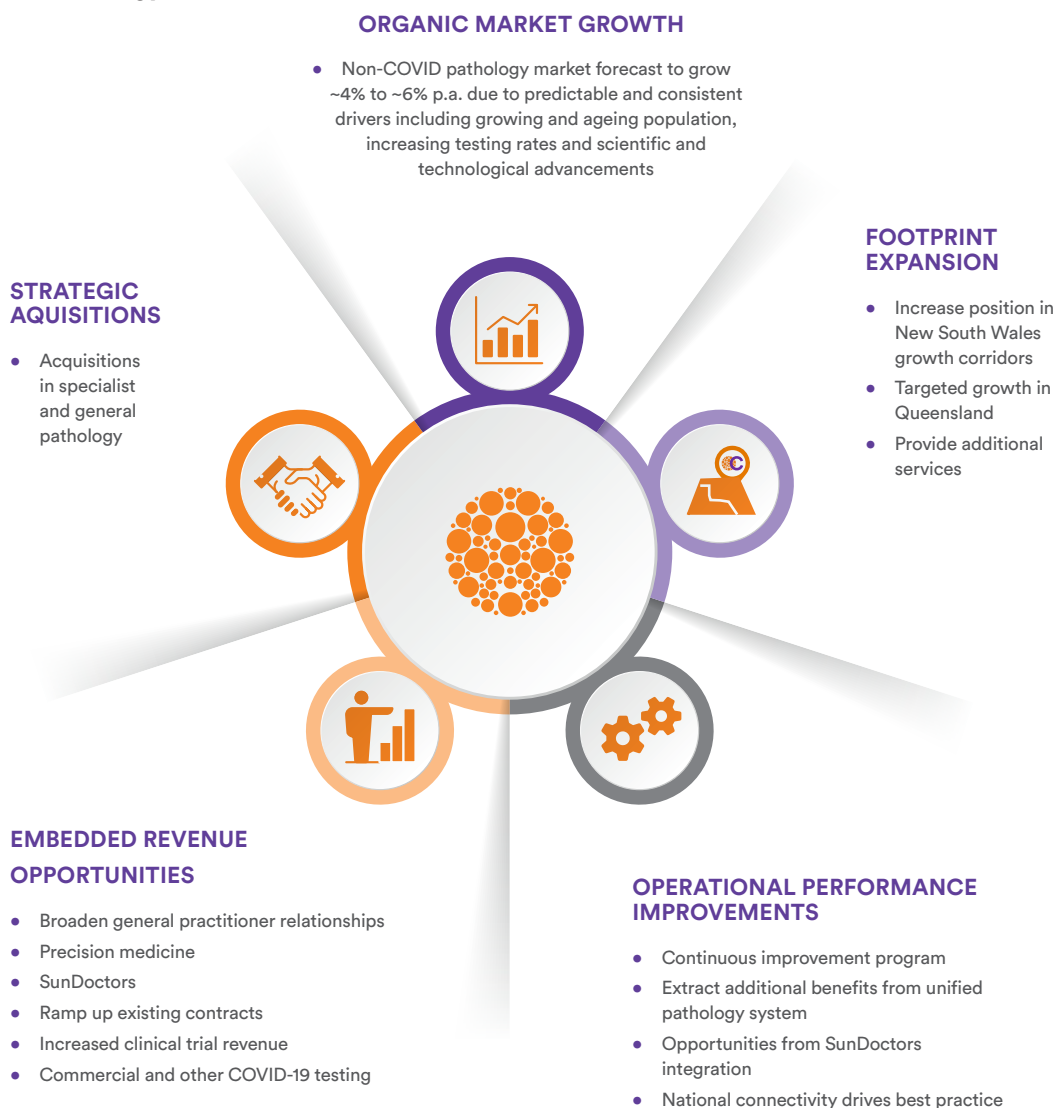 ORGANIC MARKET GROWTH
• Non-COVID pathology market forecast to grow
~4% to ~6% p.a. due to predictable and consistent
drivers including growing and ageing population,
increasing testing rates and scientific and
technological advancements
FOOTPRINT
EXPANSION
• Increase position in
New South Wales
growth corridors
• Targeted growth in
Queensland
• Provide additional
services
STRATEGIC
AQUISITIONS
• Acquisitions
in specialist
and general
pathology
C
EMBEDDED REVENUE
OPPORTUNITIES
• Broaden general practitioner relationships
• Precision medicine
• SunDoctors
• Ramp up existing contracts
• Increased clinical trial revenue
• Commercial and other COVID-19 testing
OPERATIONAL PERFORMANCE
IMPROVEMENTS
• Continuous improvement program
• Extract additional benefits from unified
pathology system
• Opportunities from SunDoctors
integration
• National connectivity drives best practice